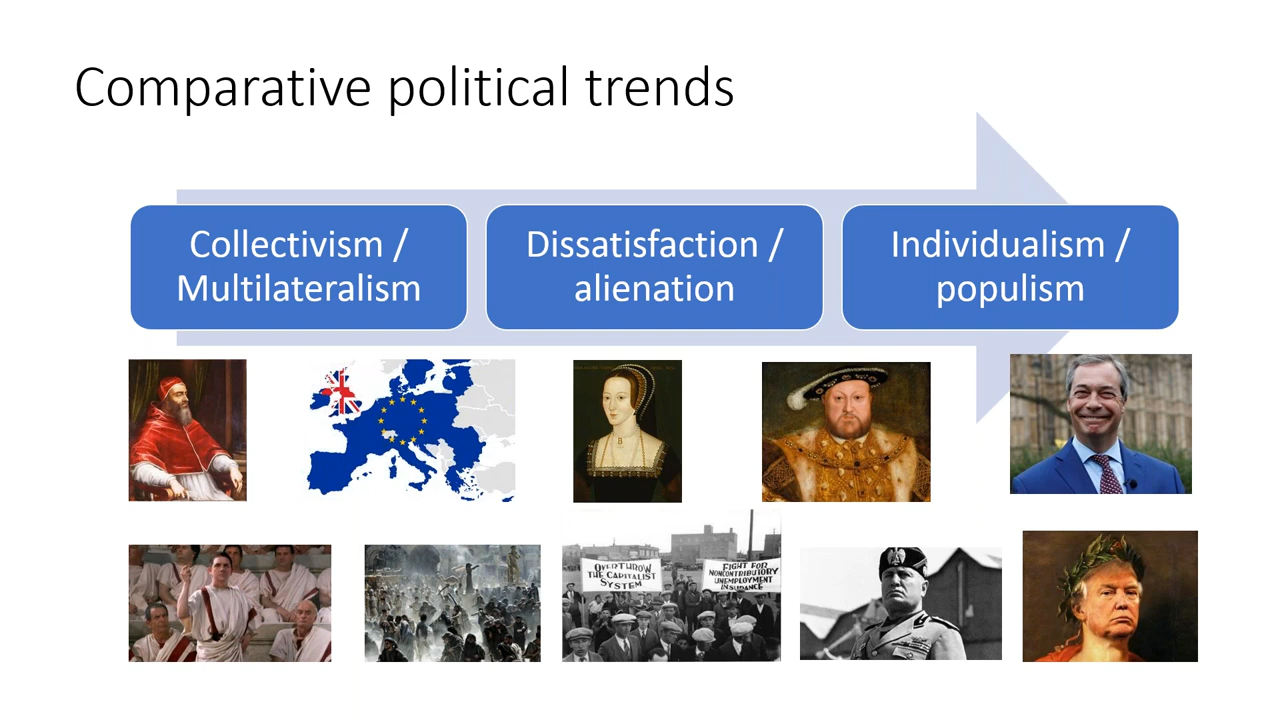 Comparative political trends
Collectivism /
Multilateralism
Dissatisfaction /
alienation
Individualism /
populism
OVERTHROW
THE CAPITALIST
SYSTEM
FIGHT FOR
NONCONTRIBUTORY
UNEMPLOYMENT
INSURANCE